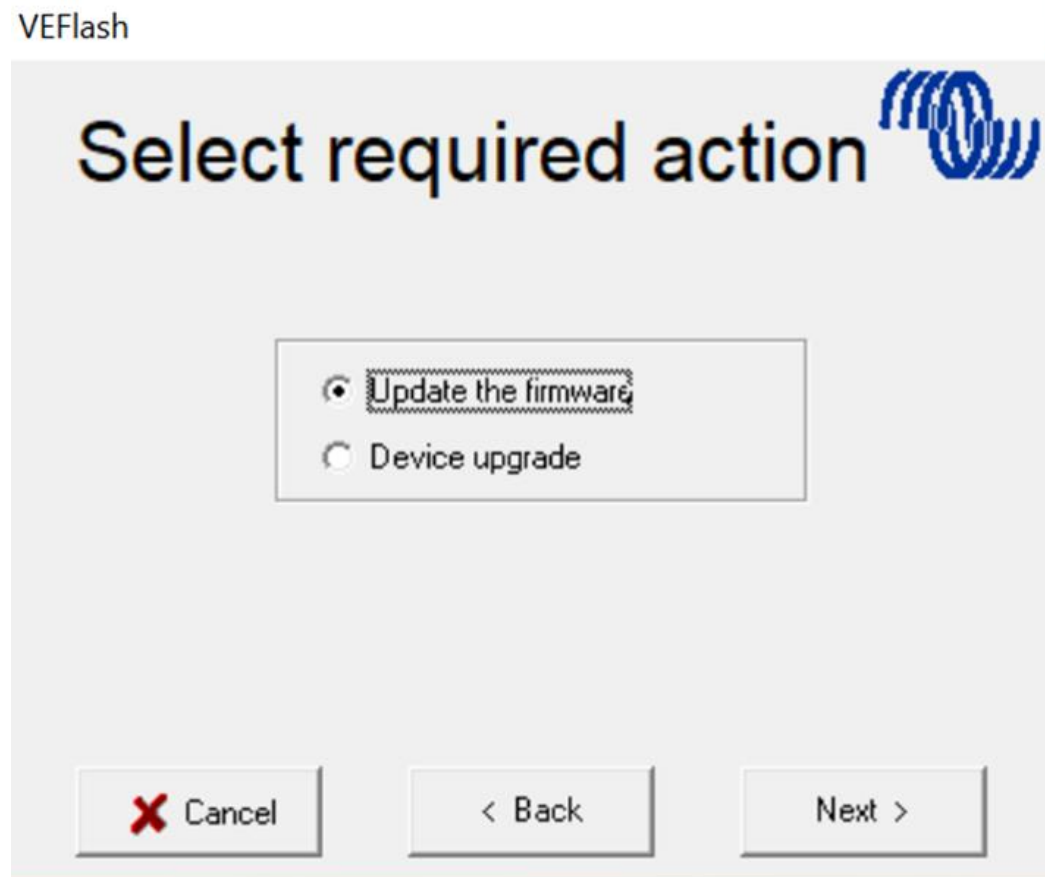 VEFlash
Select required action
Update the firmware
Device upgrade
Cancel
< Back
Next >